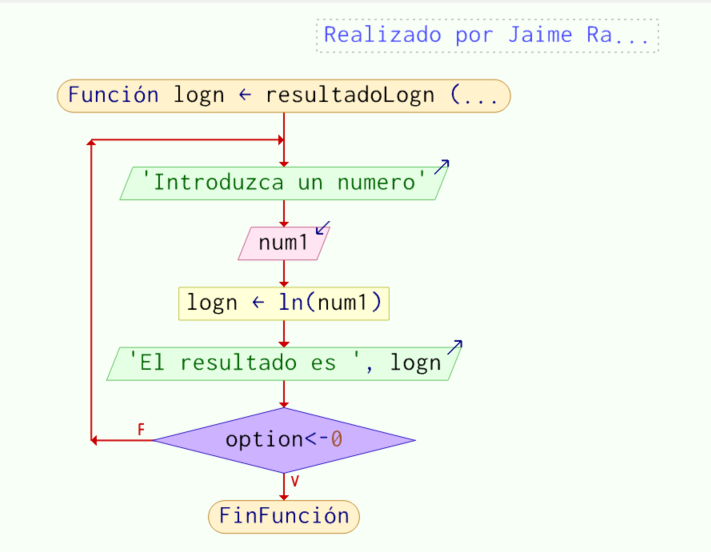 Realizado por Jaime Ra...
Función logn ← resultadoLogn (...
'Introduzca un numero'
num1
logn ← ln(num1)
'El resultado es ', logn
option<-0
F
V
FinFunción